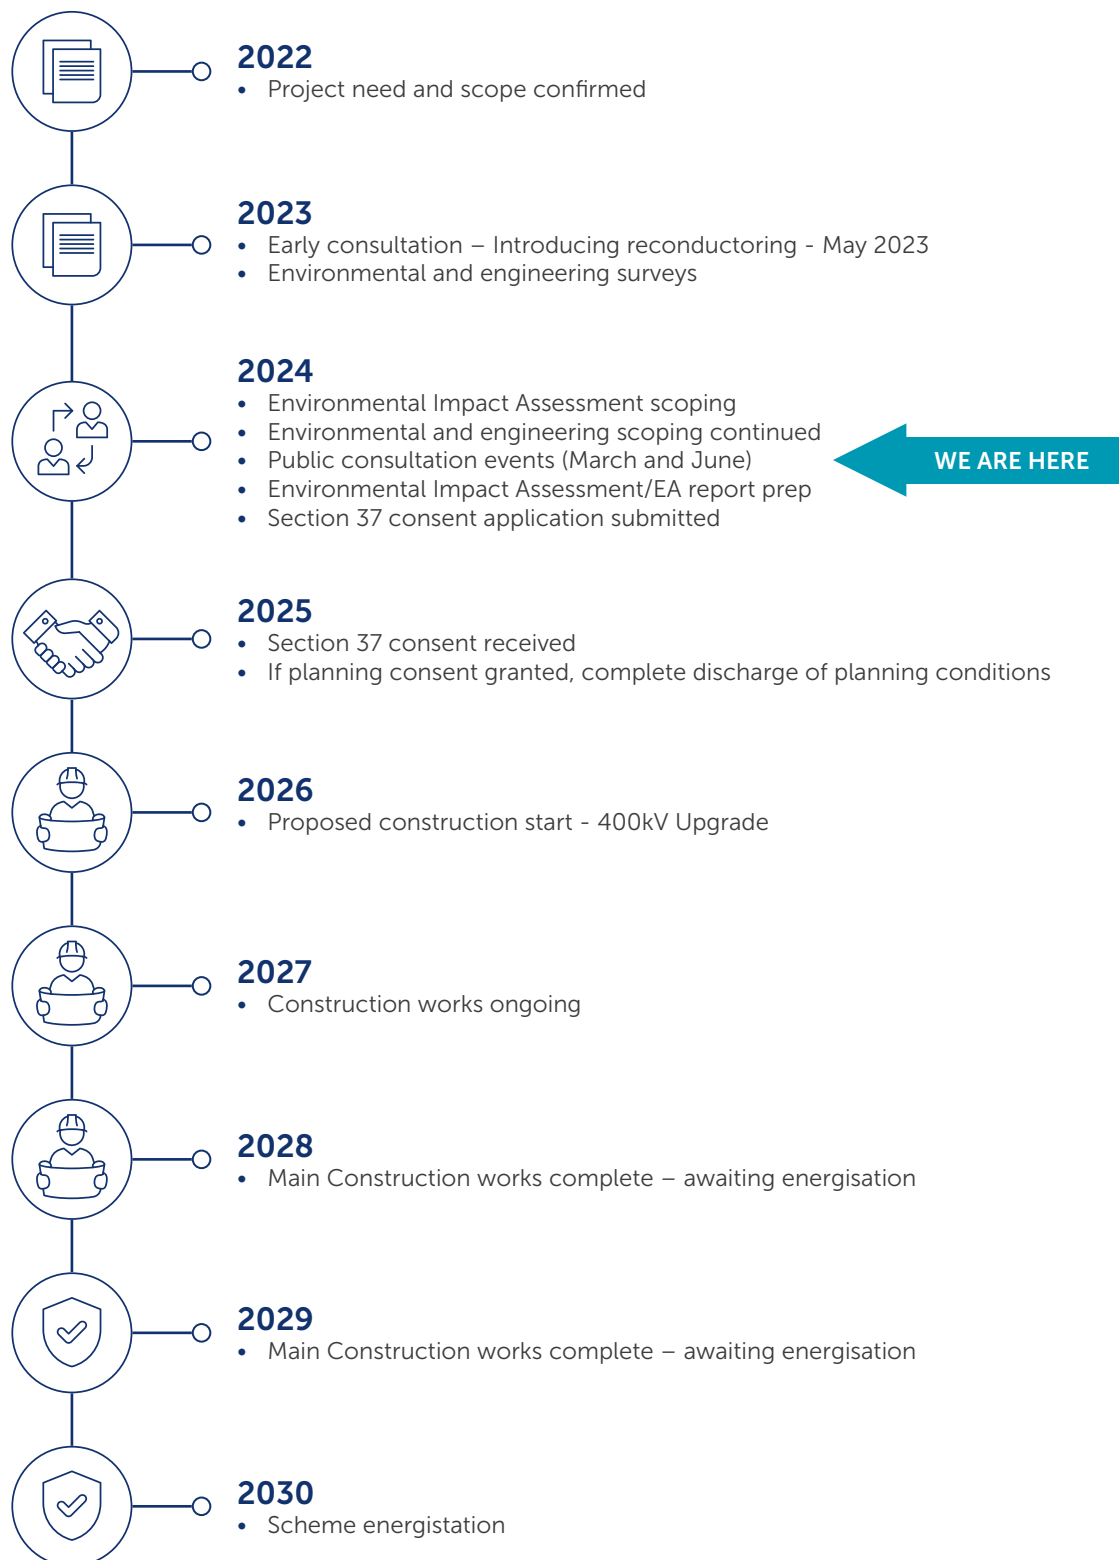 2022
• Project need and scope confirmed
2023
• Early consultation – Introducing reconductoring - May 2023
• Environmental and engineering surveys
2024
• Environmental Impact Assessment scoping
• Environmental and engineering scoping continued
• Public consultation events (March and June)
WE ARE HERE
• Environmental Impact Assessment/EA report prep
• Section 37 consent application submitted
2025
• Section 37 consent received
• If planning consent granted, complete discharge of planning conditions
2026
• Proposed construction start - 400kV Upgrade
2027
• Construction works ongoing
2028
• Main Construction works complete – awaiting energisation
2029
• Main Construction works complete – awaiting energisation
2030
• Scheme energistation